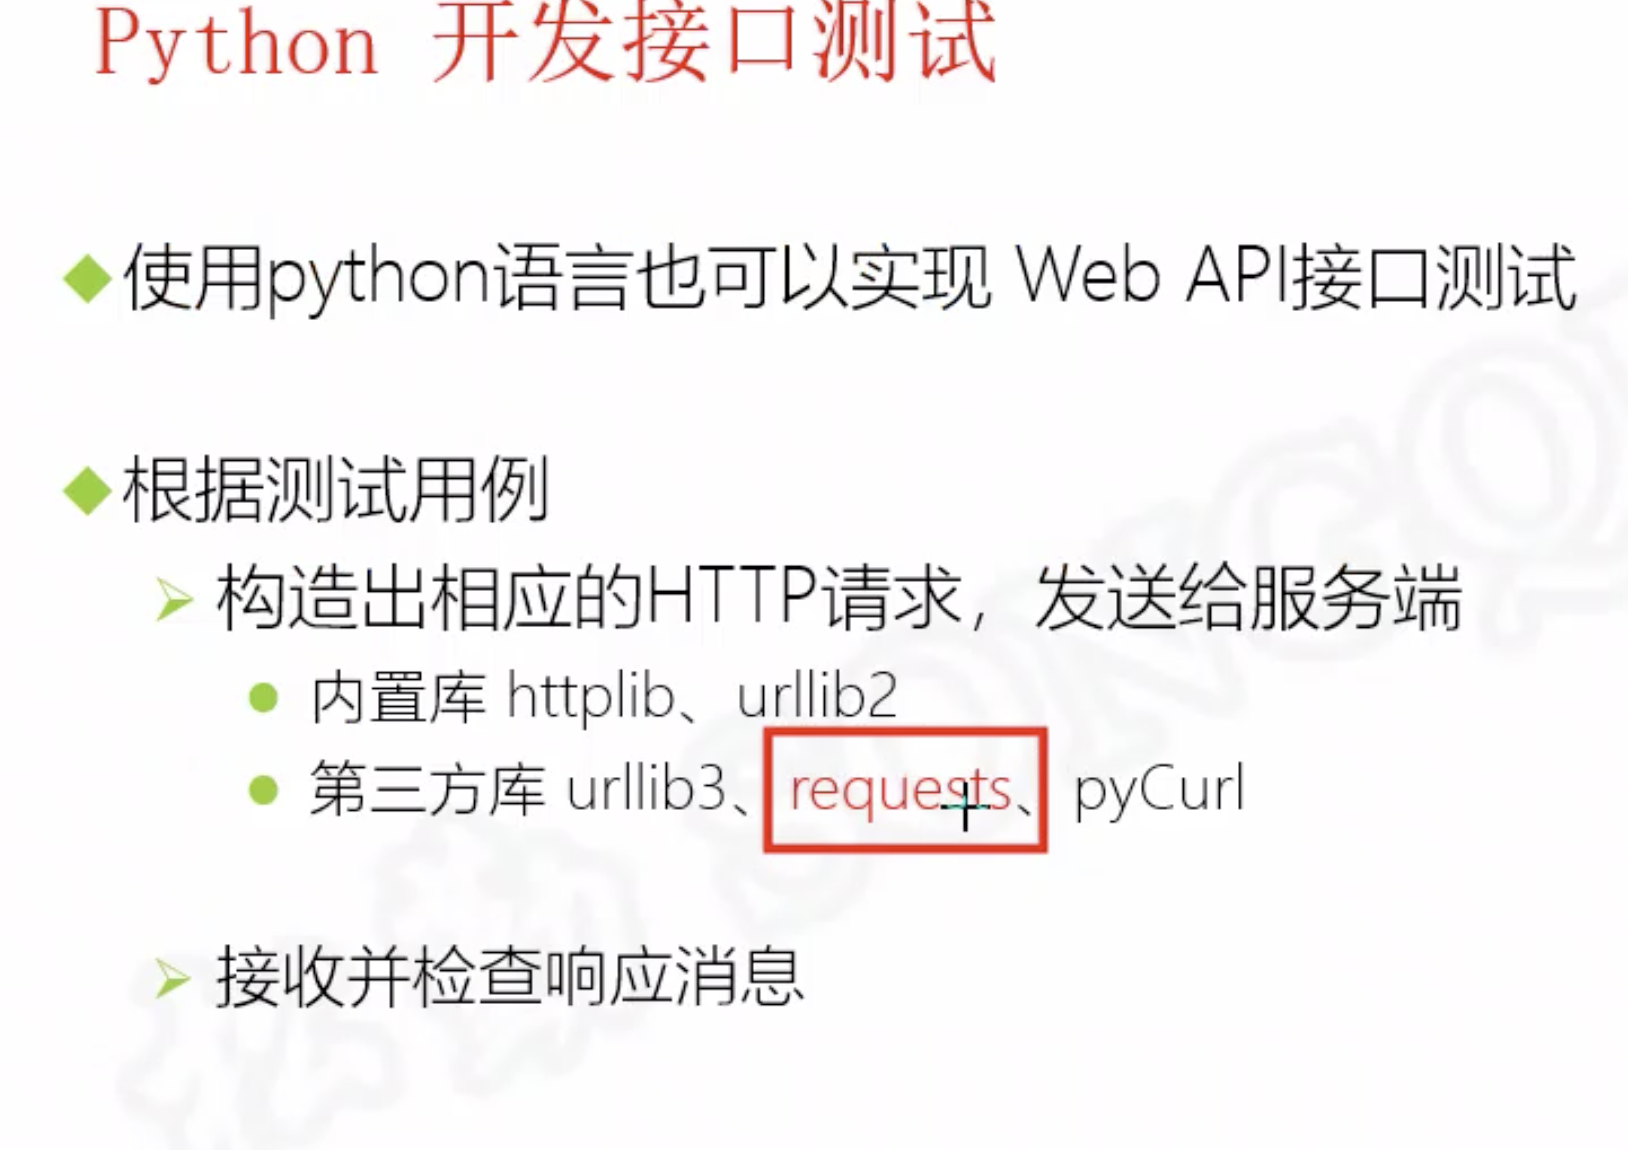 Python 开发接口测试
使用python语言也可以实现 Web API接口测试
根据测试用例
构造出相应的HTTP请求，发送给服务端
内置库 httplib、urllib2
第三方库 urllib3、requests、pyCurl
接收并检查响应消息